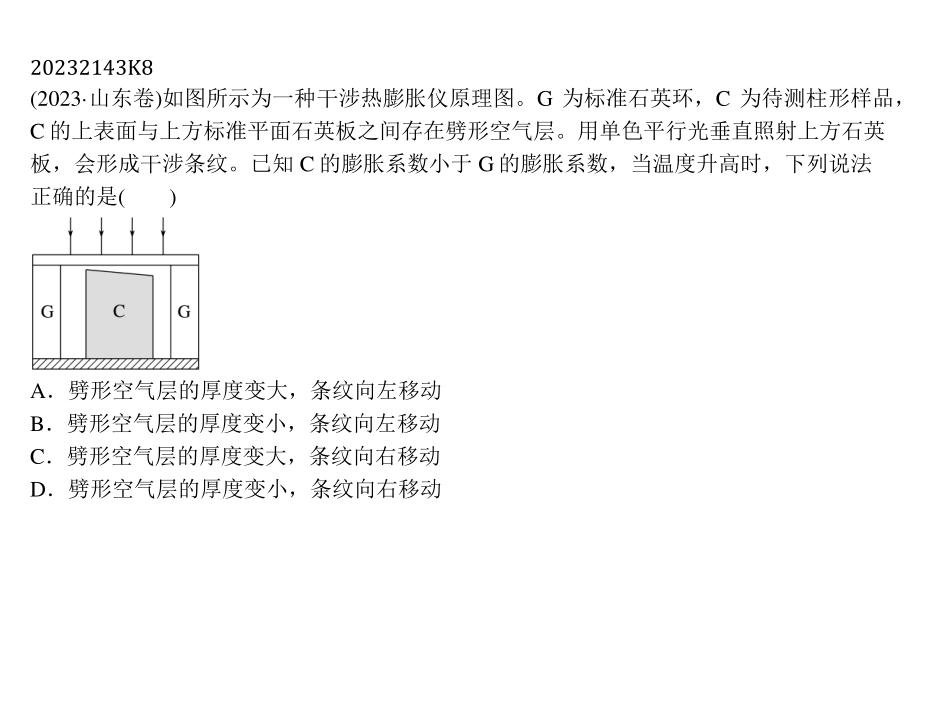 20232143K8
(2023·山东卷)如图所示为一种干涉热膨胀仪原理图。G 为标准石英环，C 为待测柱形样品，
C 的上表面与上方标准平面石英板之间存在劈形空气层。用单色平行光垂直照射上方石英
板，会形成干涉条纹。已知 C 的膨胀系数小于 G 的膨胀系数，当温度升高时，下列说法
正确的是(　　)
G C G
A．劈形空气层的厚度变大，条纹向左移动
B．劈形空气层的厚度变小，条纹向左移动
C．劈形空气层的厚度变大，条纹向右移动
D．劈形空气层的厚度变小，条纹向右移动